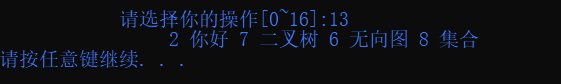 请选择你的操作[0~16]:13
2 你好 7 二叉树 6 无向图 8 集合
请按任意键继续. . .